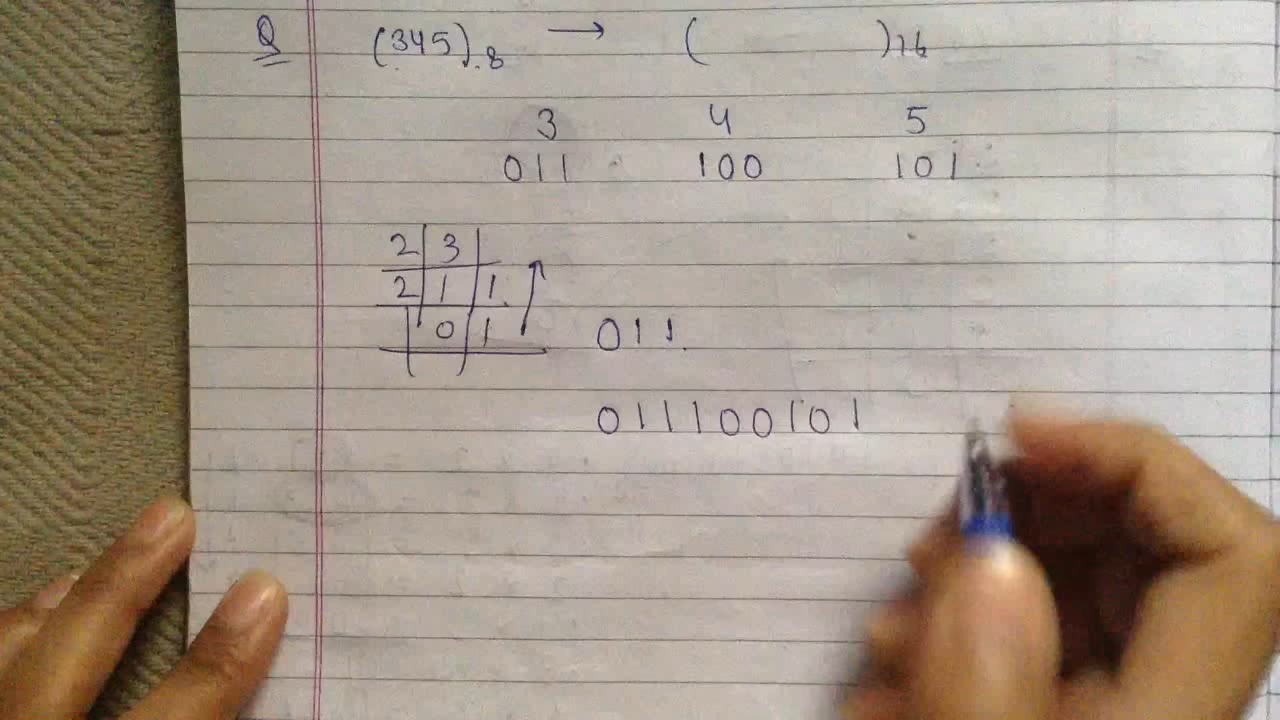 Q (345)8 → ( )16
3 4 5
011 100 101
2 3
2 1 1
0 1 011
011100101